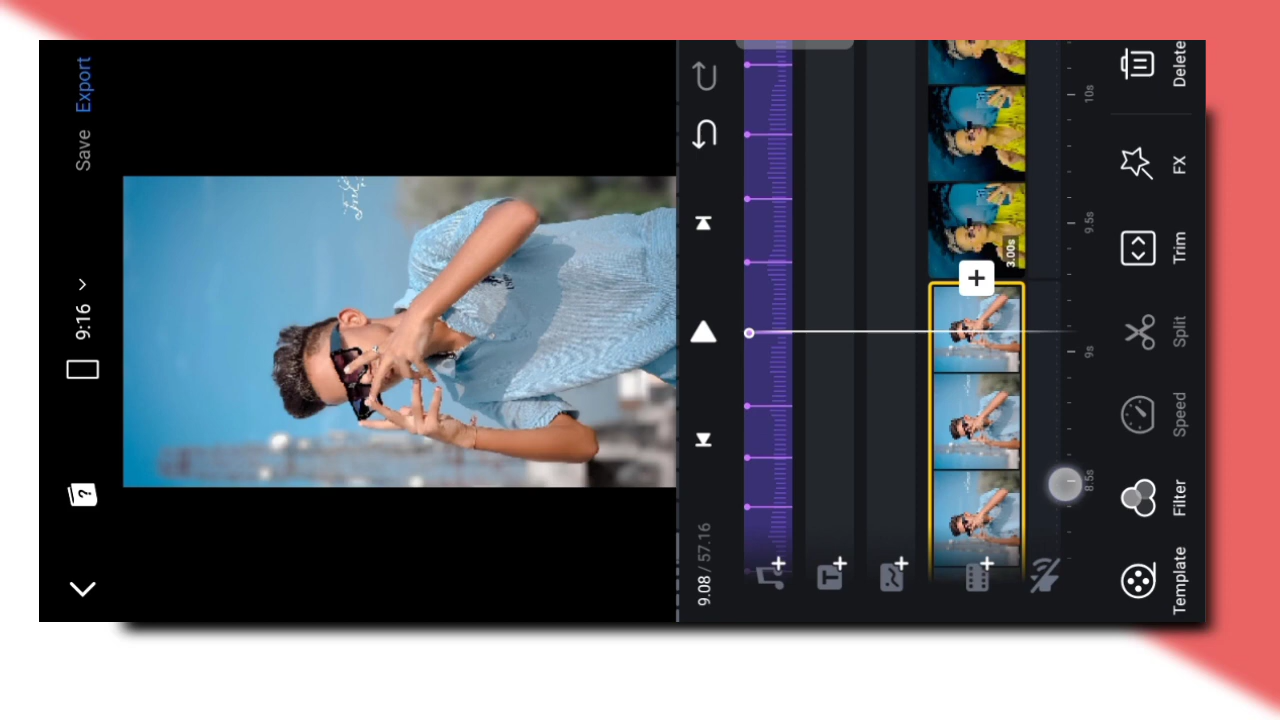 Save
Export
9:16
9.08 / 57.16
3.00s
8.5s
9s
9.5s
10s
Template
Filter
Speed
Split
Trim
FX
Delete